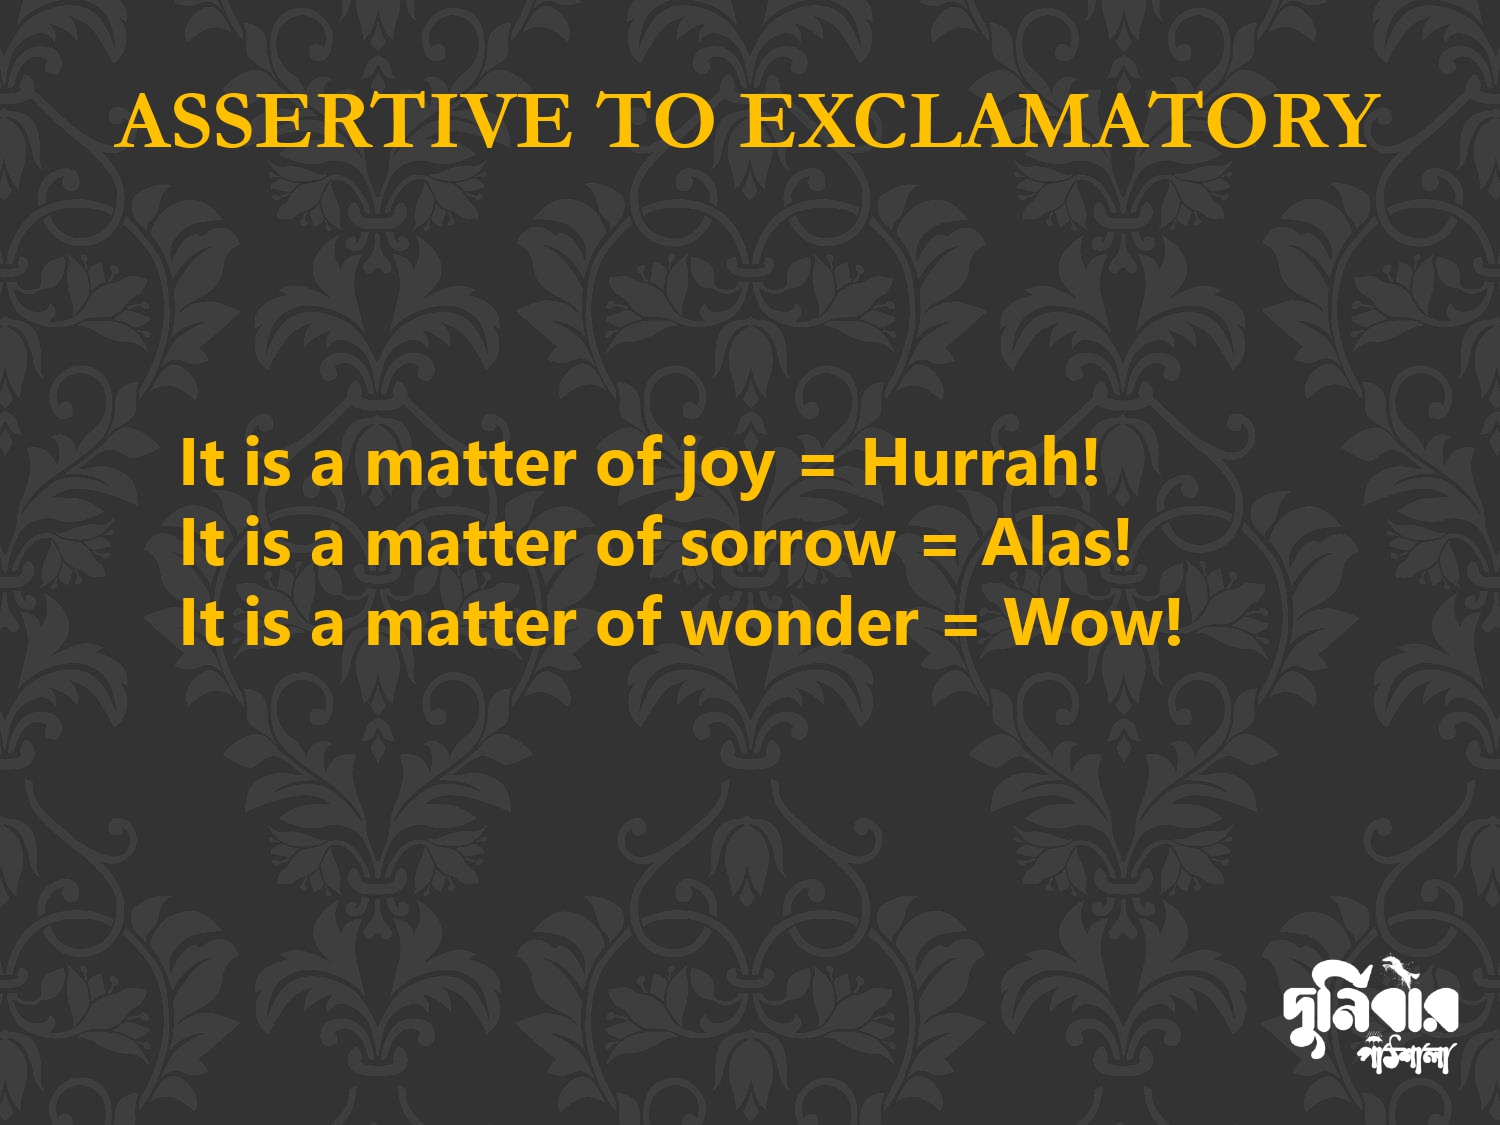 ASSERTIVE TO EXCLAMATORY
It is a matter of joy = Hurrah!
It is a matter of sorrow = Alas!
It is a matter of wonder = Wow!
দুর্নিবার
পাঠশালা